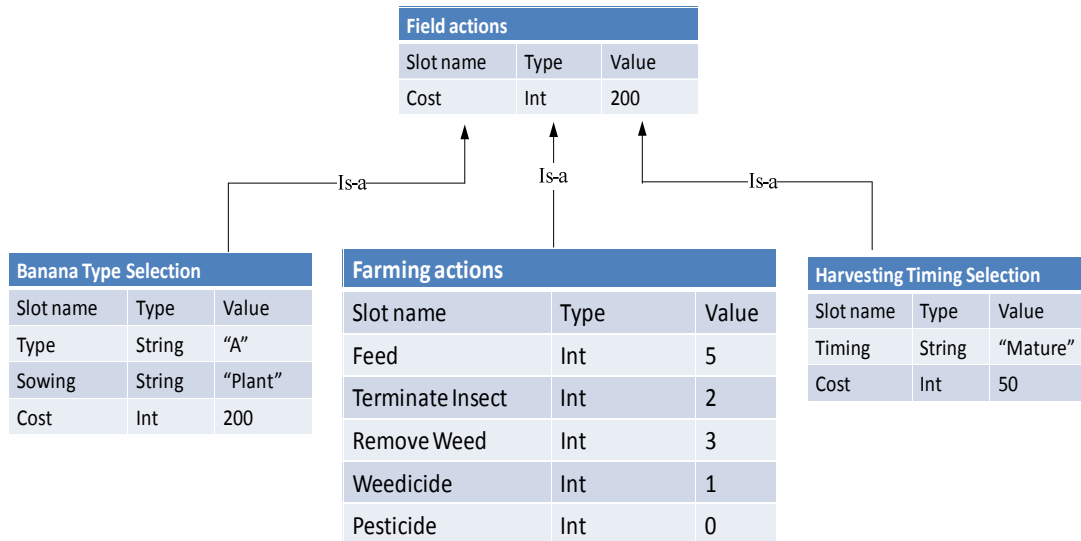 Field actions
Slot name Type Value
Cost Int 200
Is-a Is-a Is-a
Banana Type Selection
Slot name Type Value
Type String “A”
Sowing String “Plant”
Cost Int 200
Farming actions
Slot name Type Value
Feed Int 5
Terminate Insect Int 2
Remove Weed Int 3
Weedicide Int 1
Pesticide Int 0
Harvesting Timing Selection
Slot name Type Value
Timing String “Mature”
Cost Int 50